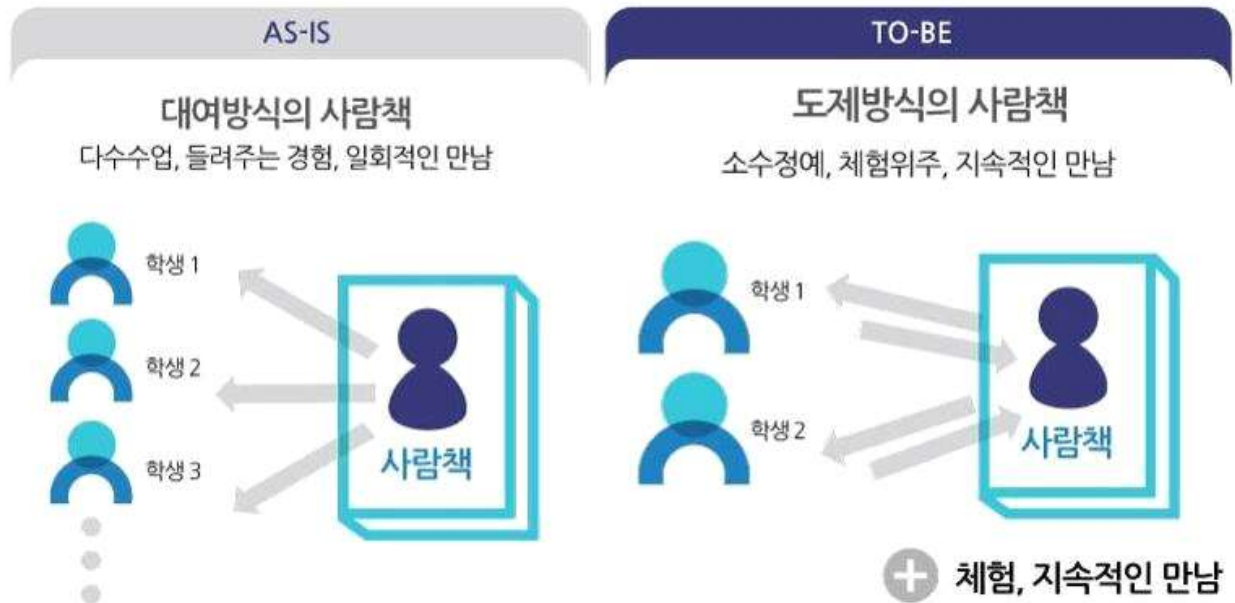 AS-IS
대여방식의 사람책
다수수업, 들려주는 경험, 일회적인 만남
학생 1
학생 2
학생 3
사람책
TO-BE
도제방식의 사람책
소수정예, 체험위주, 지속적인 만남
학생 1
학생 2
사람책
+ 체험, 지속적인 만남